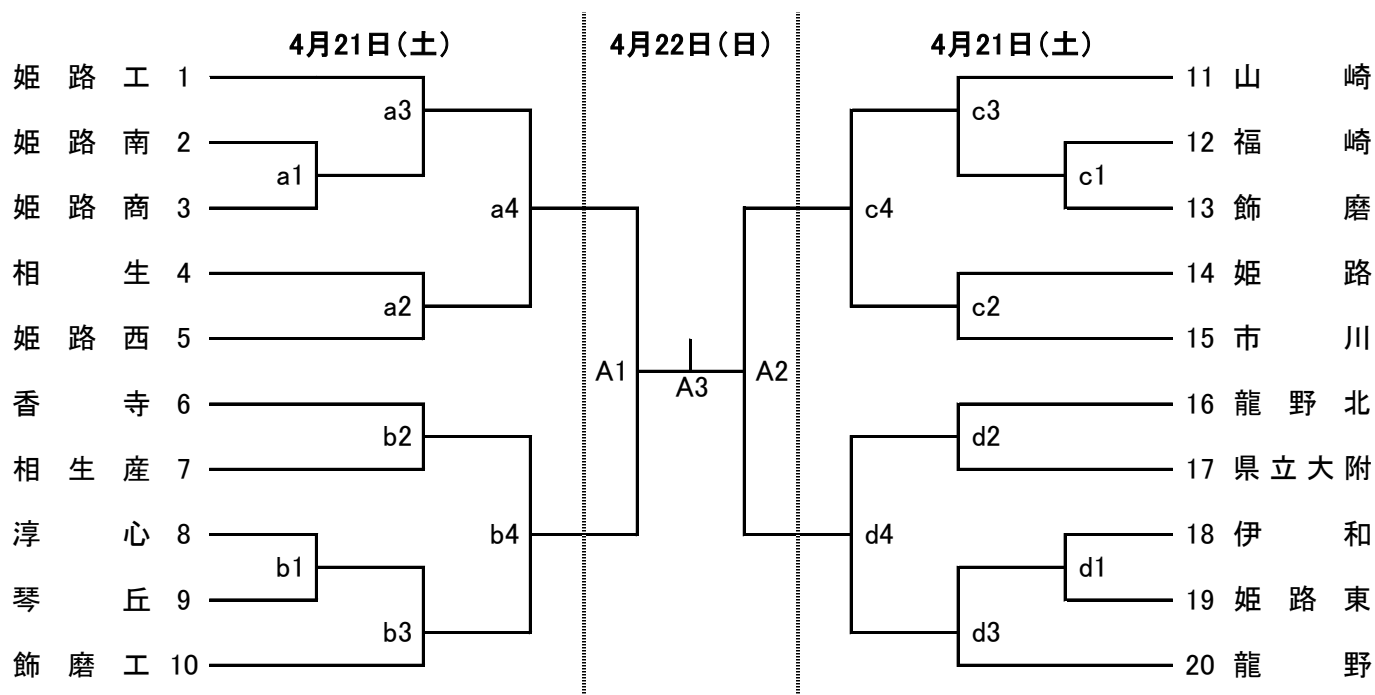 4月21日(土) 4月22日(日) 4月21日(土)
姫路工 1 11 山崎
a3 c3
姫路南 2 12 福崎
a1 c1
姫路商 3 a4 c4 13 飾磨
相生 4 14 姫路
a2 c2
姫路西 5 15 市川
A1 A3 A2
香寺 6 16 龍野北
b2 d2
相生産 7 17 県立大附
淳心 8 b4 d4 18 伊和
b1 d1
琴丘 9 19 姫路東
b3 d3
飾磨工 10 20 龍野